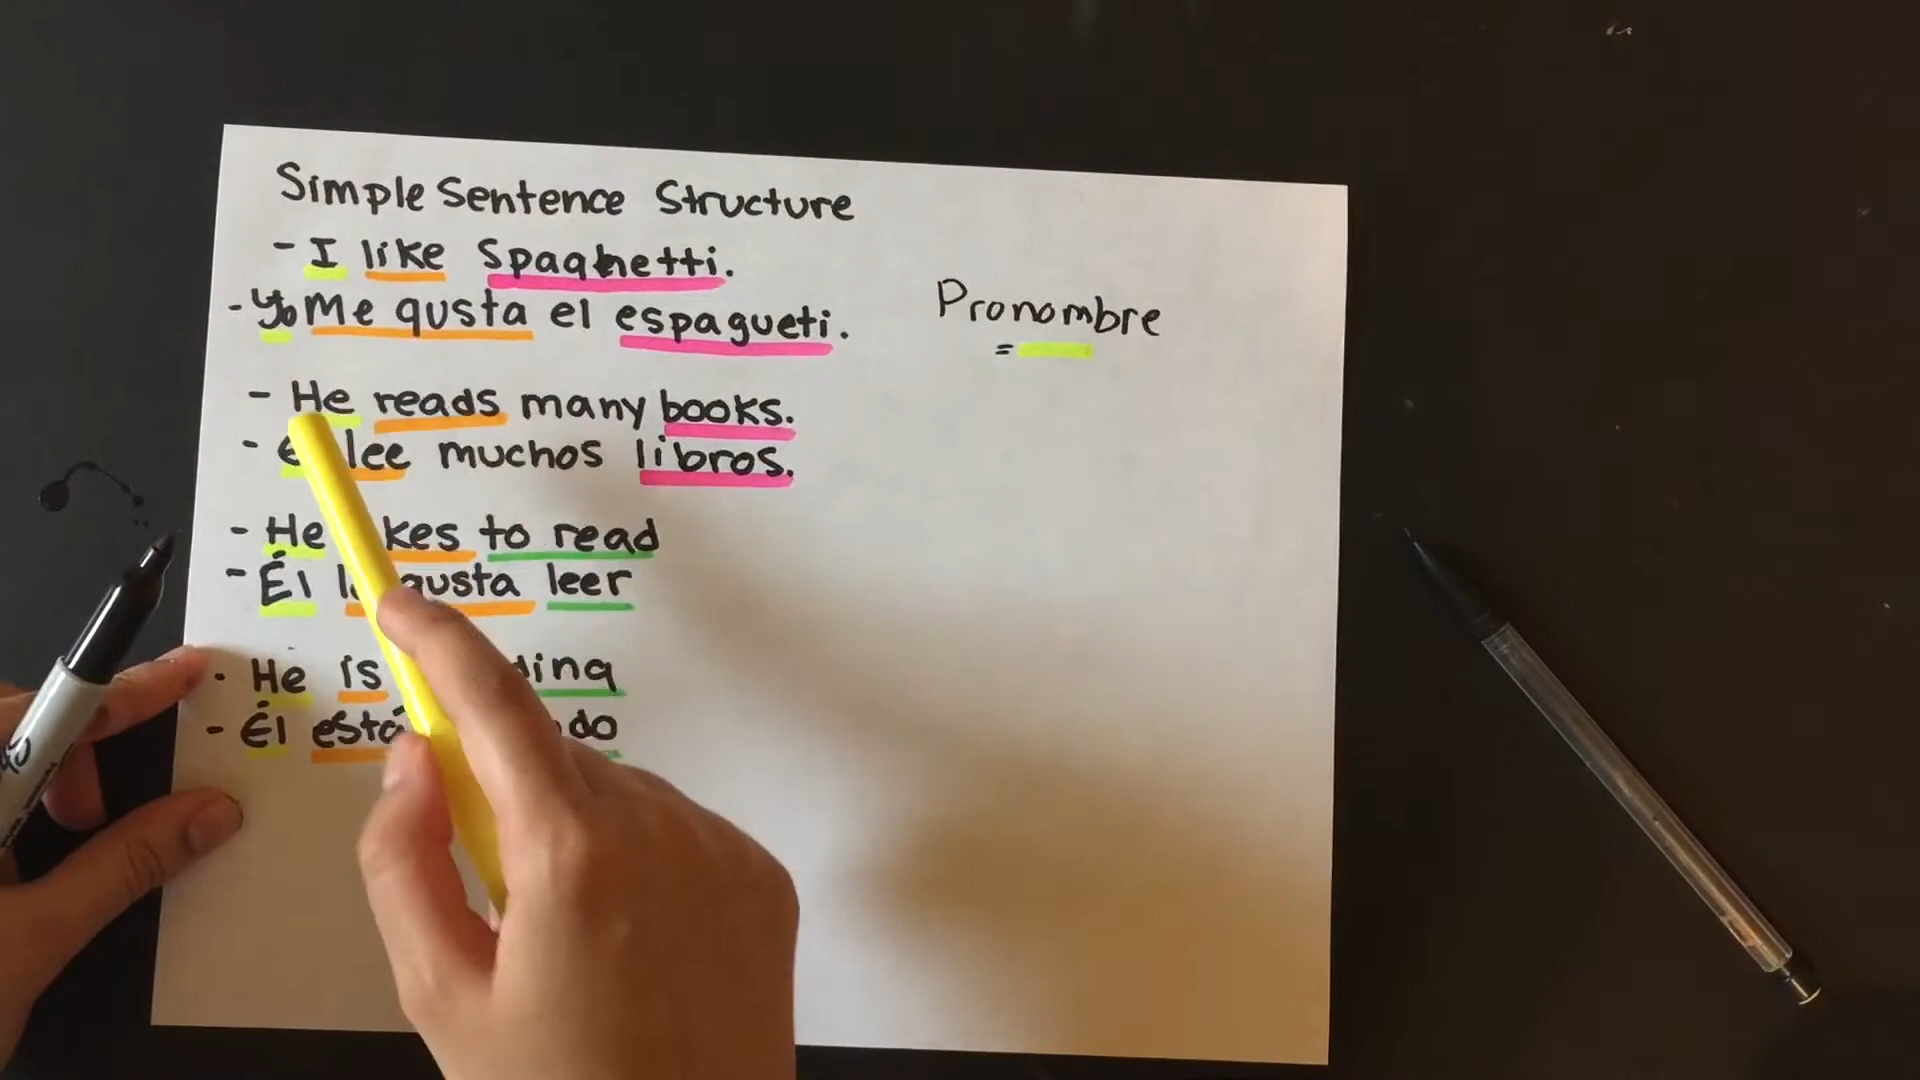 Simple Sentence Structure
- I like Spaghetti.
- Yo Me gusta el espagueti.
Pronombre
=
- He reads many books.
- lee muchos libros.
- He to read
- Él gusta leer
- He is
- Él está